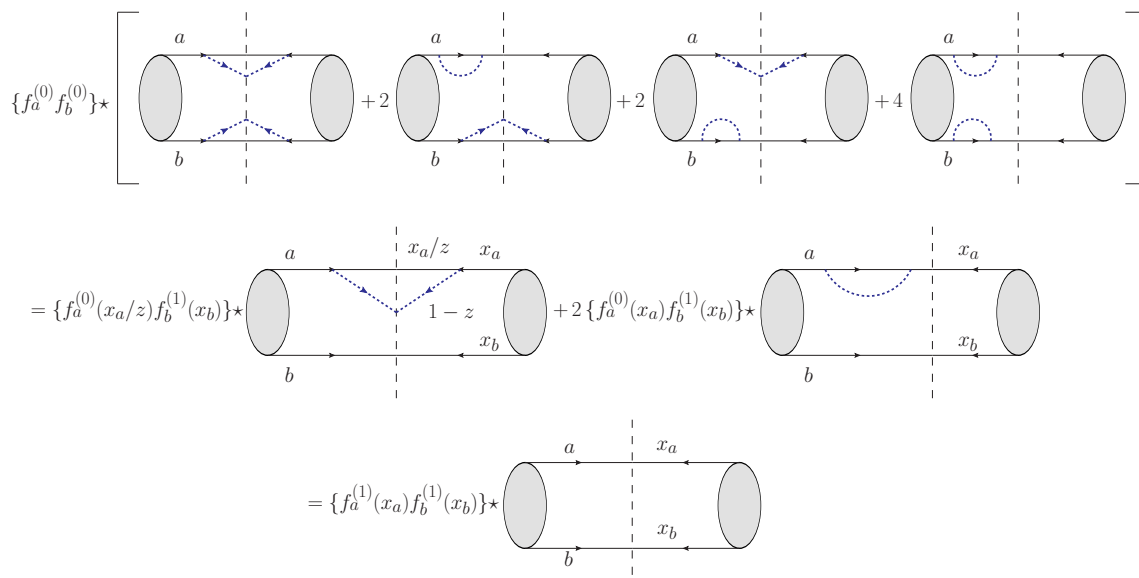 a a a a
{f_a^{(0)} f_b^{(0)}}⋆ [ +2 +2 +4 ]
b b b b
a x_a/z x_a a x_a
= {f_a^{(0)}(x_a/z) f_b^{(1)}(x_b)}⋆ 1 − z + 2 {f_a^{(0)}(x_a) f_b^{(1)}(x_b)}⋆
b x_b b x_b
a x_a
= {f_a^{(1)}(x_a) f_b^{(1)}(x_b)}⋆
b x_b